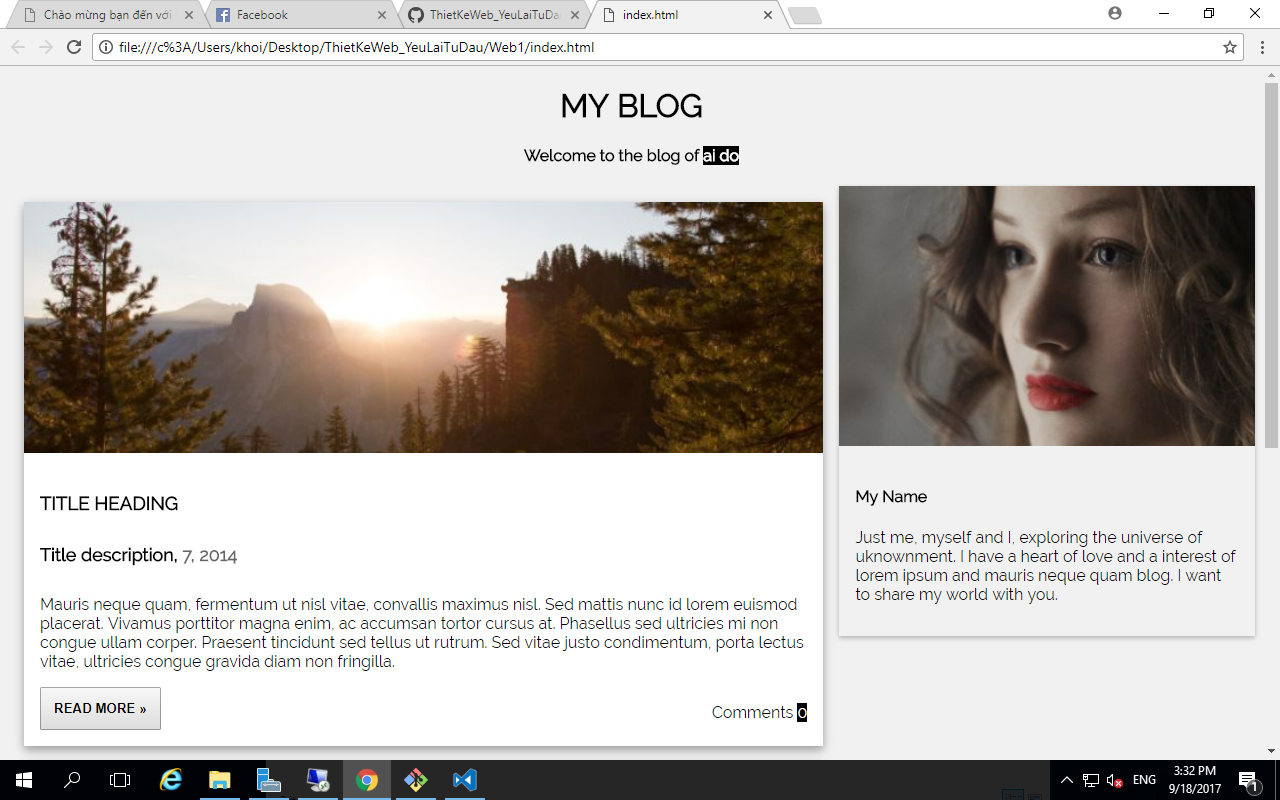 Chào mừng bạn đến với
Facebook
ThietKeWeb_YeuLaiTuDau
index.html
file:///c%3A/Users/khoi/Desktop/ThietKeWeb_YeuLaiTuDau/Web1/index.html
MY BLOG
Welcome to the blog of ai do
TITLE HEADING
Title description, 7, 2014
Mauris neque quam, fermentum ut nisl vitae, convallis maximus nisl. Sed mattis nunc id lorem euismod
placerat. Vivamus porttitor magna enim, ac accumsan tortor cursus at. Phasellus sed ultricies mi non
congue ullam corper. Praesent tincidunt sed tellus ut rutrum. Sed vitae justo condimentum, porta lectus
vitae, ultricies congue gravida diam non fringilla.
READ MORE »
Comments 0
My Name
Just me, myself and I, exploring the universe of
uknownment. I have a heart of love and a interest of
lorem ipsum and mauris neque quam blog. I want
to share my world with you.
ENG
3:32 PM
9/18/2017
1